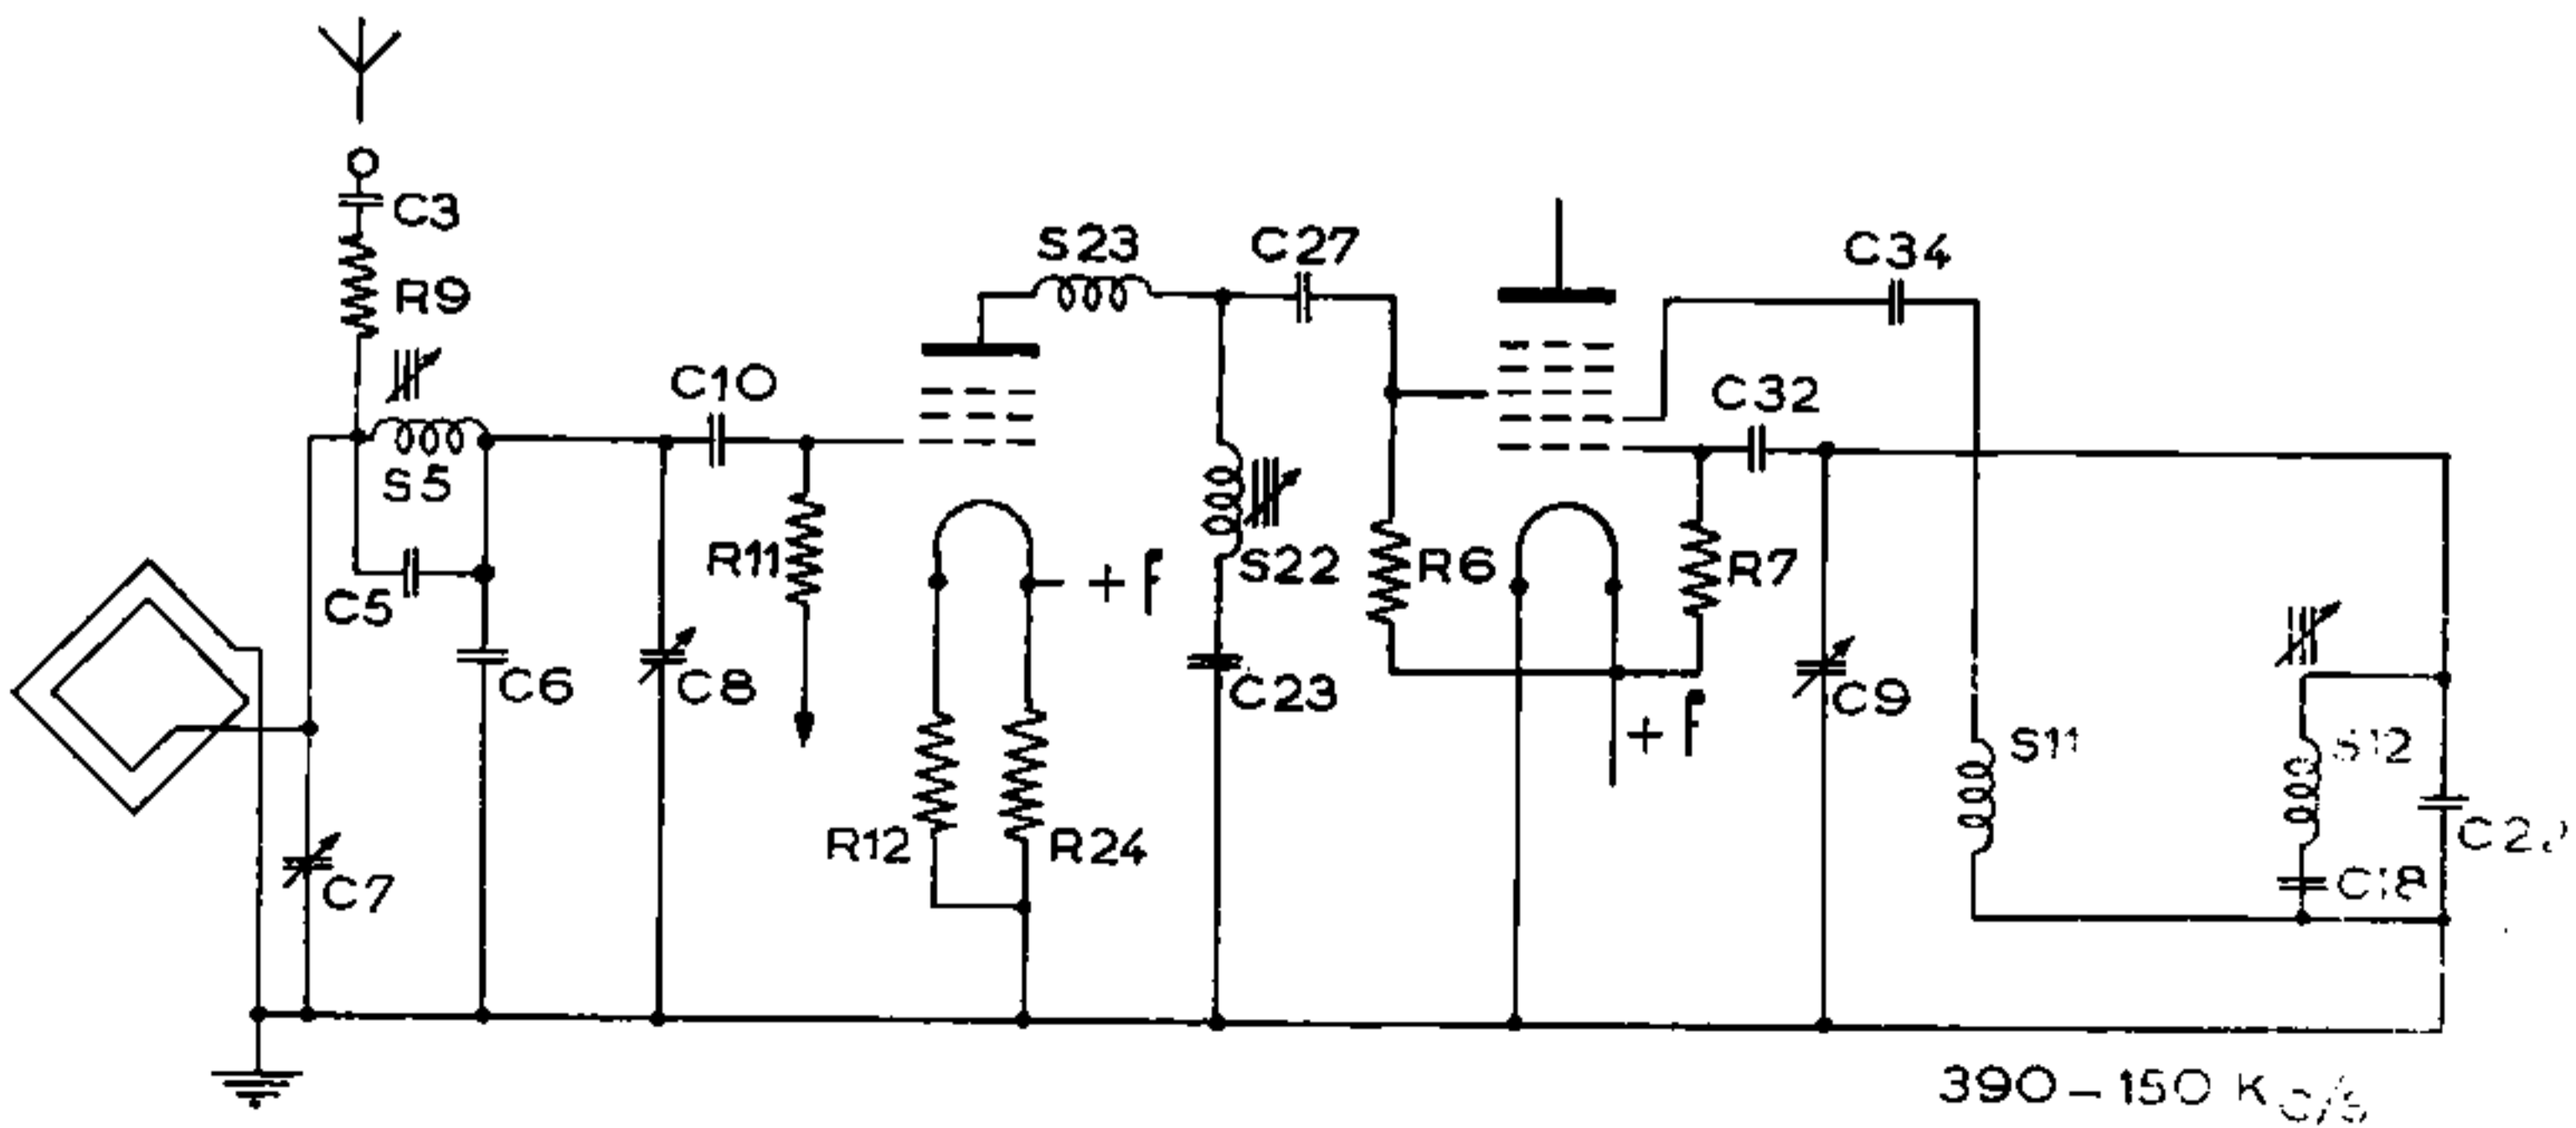 C3
R9
S23
C27
C34
C10
C32
S5
R11
+ F
S22
R6
R7
C5
C6
C8
C23
C9
+ F
S11
S12
R12
R24
C7
C18
390 – 150 K c/s